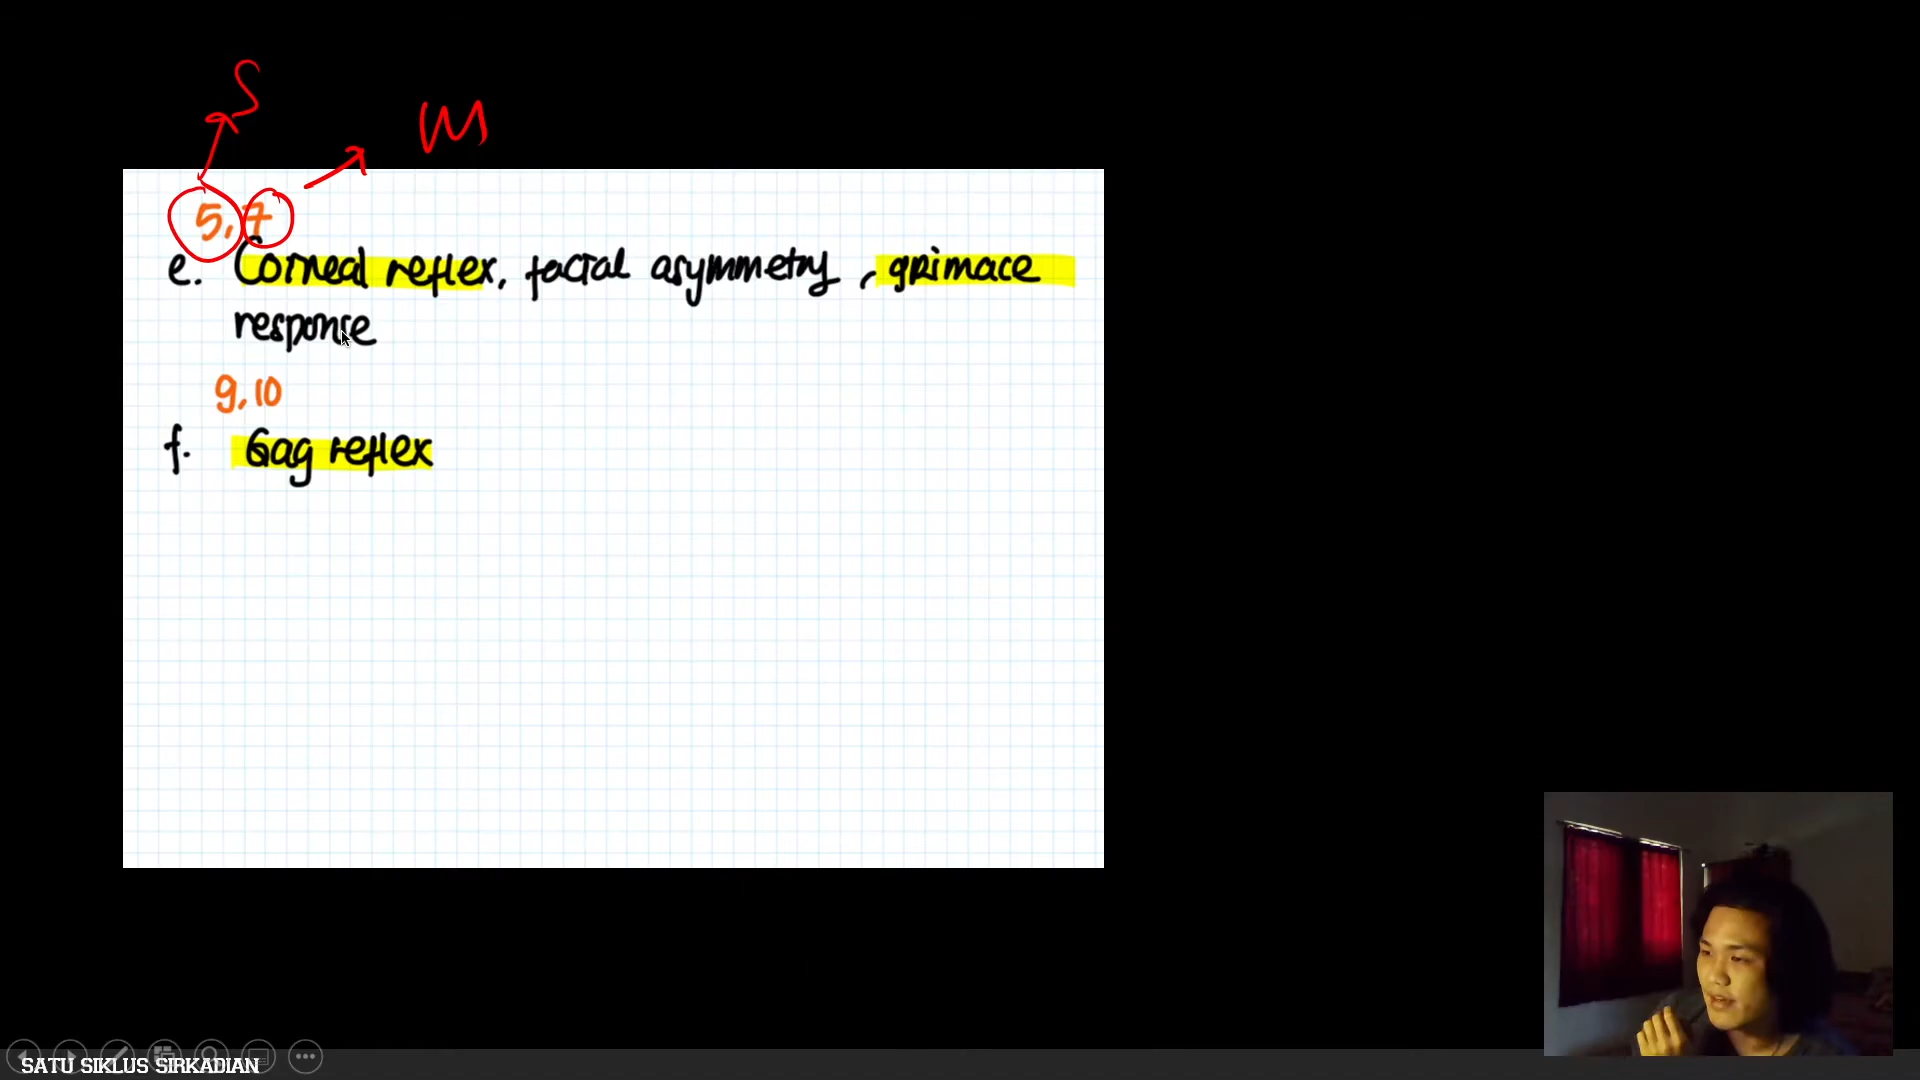 S
M
5, 7
e. Corneal reflex, facial asymmetry, grimace
response
9, 10
f. Gag reflex
SATU SIKLUS SIRKADIAN